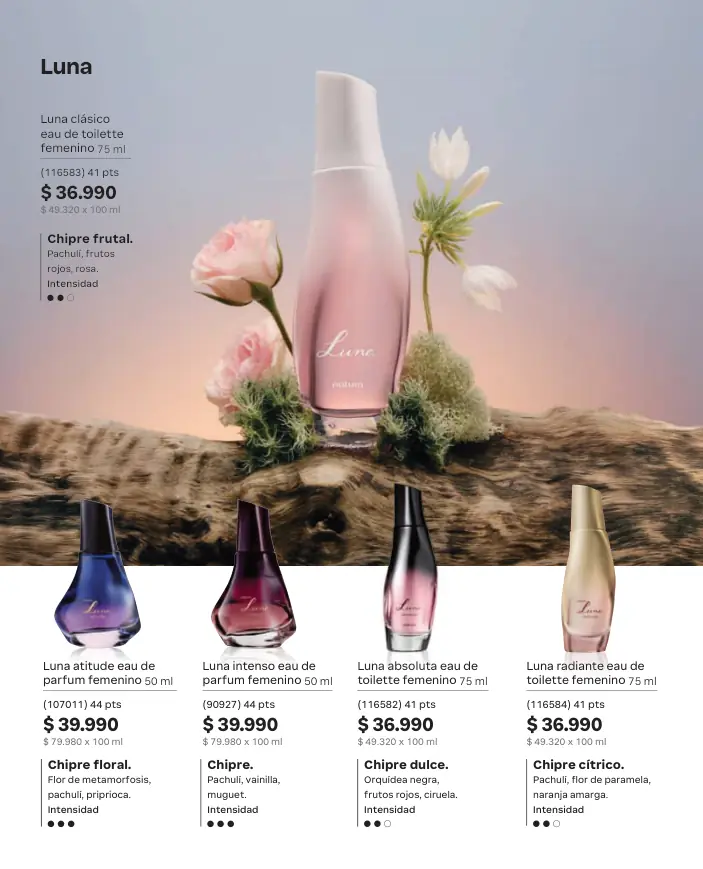 Luna
Luna clásico
eau de toilette
femenino 75 ml
(116583) 41 pts
$ 36.990
$ 49.320 x 100 ml
Chipre frutal.
Pachulí, frutos
rojos, rosa.
Intensidad
Luna
natura
Luna
Luna
Luna
Luna
Luna atitude eau de
parfum femenino 50 ml
(107011) 44 pts
$ 39.990
$ 79.980 x 100 ml
Chipre floral.
Flor de metamorfosis,
pachulí, priprioca.
Intensidad
Luna intenso eau de
parfum femenino 50 ml
(90927) 44 pts
$ 39.990
$ 79.980 x 100 ml
Chipre.
Pachulí, vainilla,
muguet.
Intensidad
Luna absoluta eau de
toilette femenino 75 ml
(116582) 41 pts
$ 36.990
$ 49.320 x 100 ml
Chipre dulce.
Orquídea negra,
frutos rojos, ciruela.
Intensidad
Luna radiante eau de
toilette femenino 75 ml
(116584) 41 pts
$ 36.990
$ 49.320 x 100 ml
Chipre cítrico.
Pachulí, flor de paramela,
naranja amarga.
Intensidad